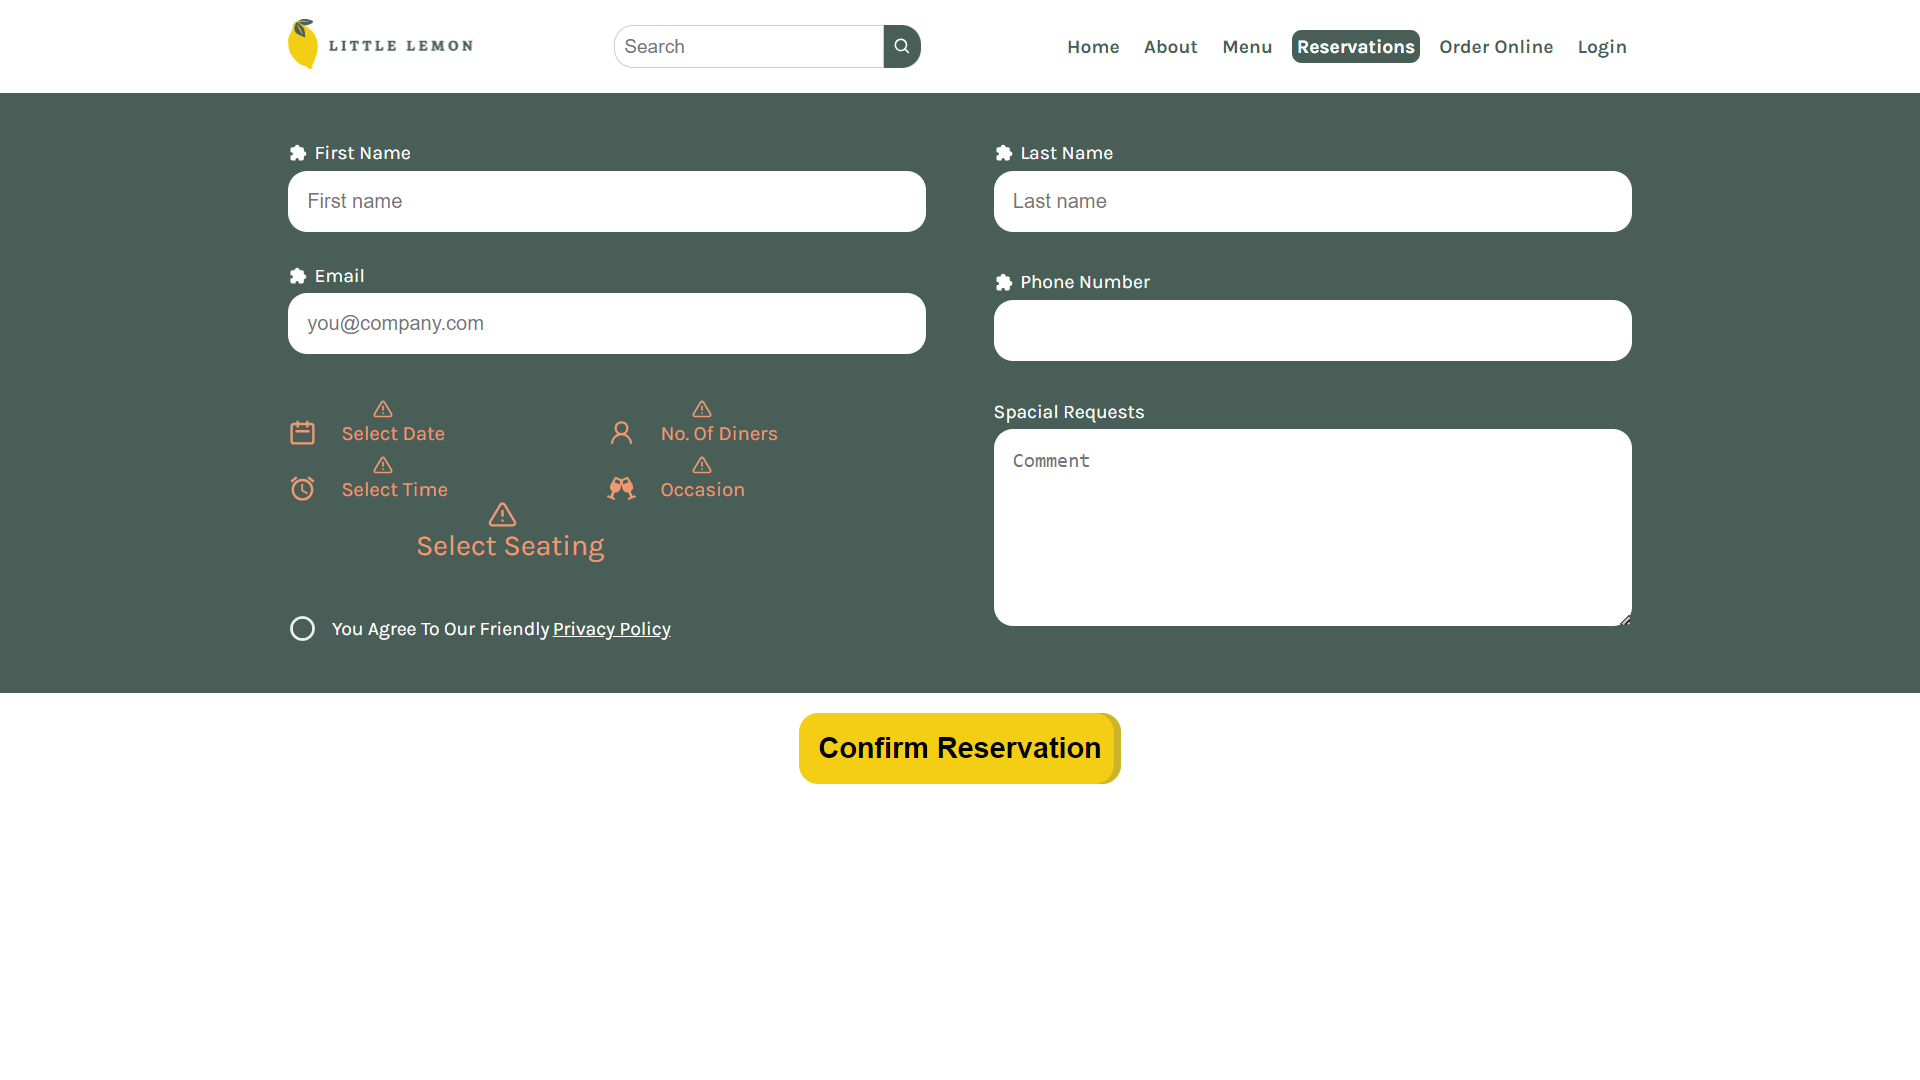 LITTLE LEMON
Search
Home About Menu Reservations Order Online Login
First Name
First name
Last Name
Last name
Email
you@company.com
Phone Number
Select Date
No. Of Diners
Select Time
Occasion
Select Seating
You Agree To Our Friendly Privacy Policy
Spacial Requests
Comment
Confirm Reservation